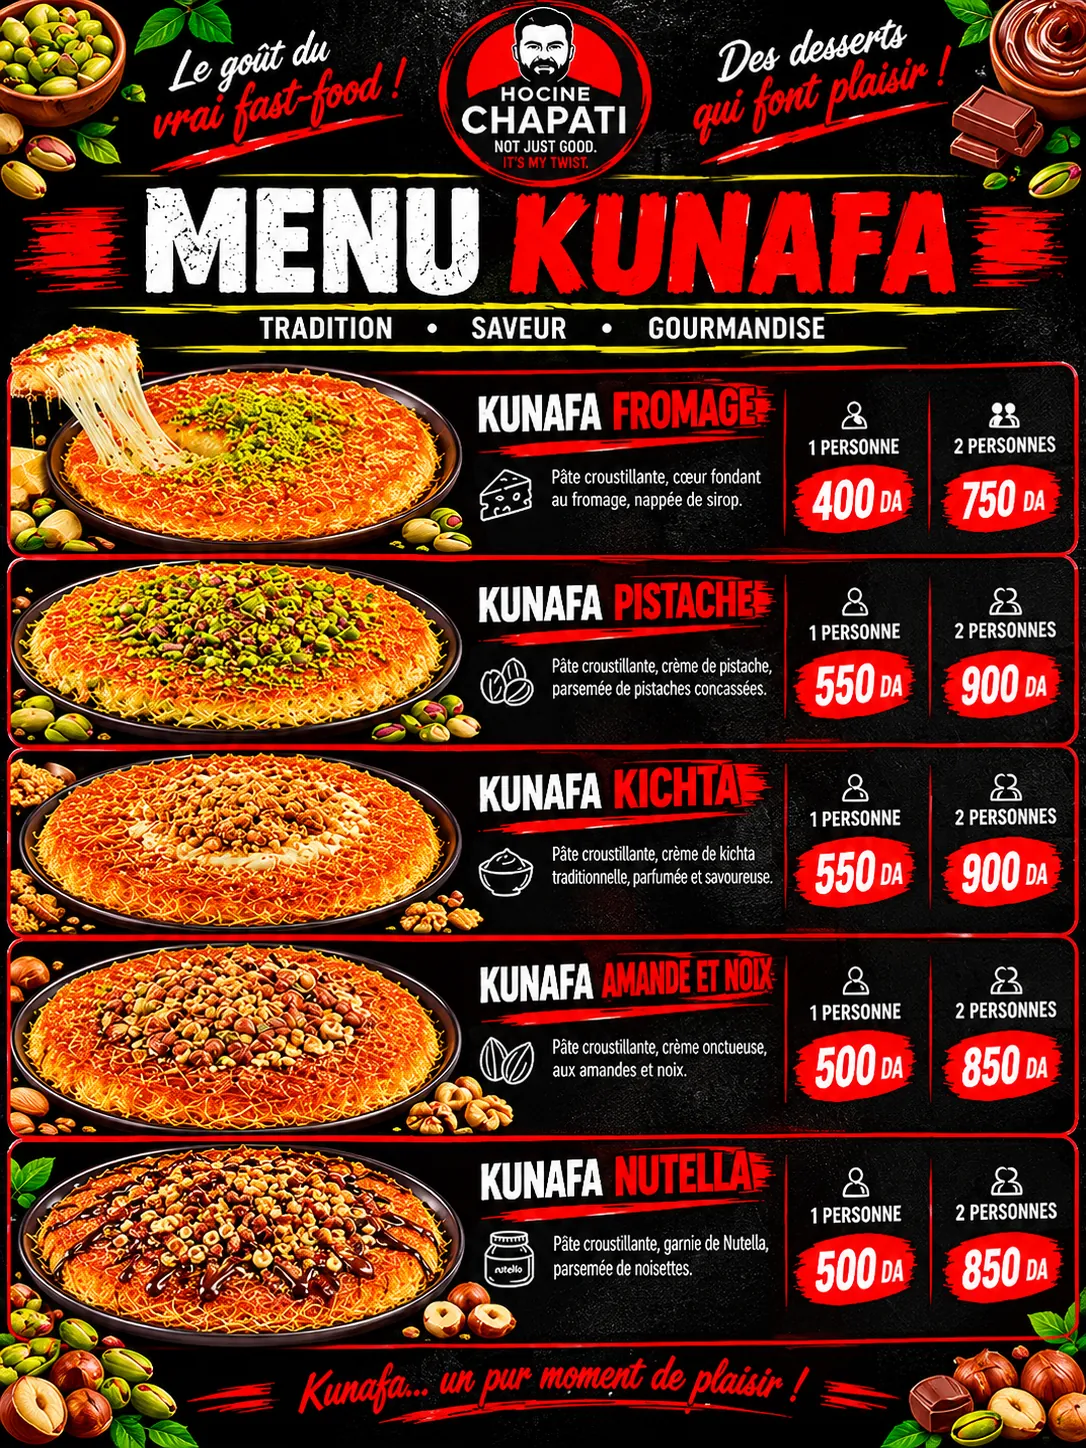 Le goût du
vrai fast-food !
HOCINE
CHAPATI
NOT JUST GOOD.
IT'S MY TWIST.
Des desserts
qui font plaisir !
MENU KUNAFA
TRADITION • SAVEUR • GOURMANDISE
KUNAFA FROMAGE
Pâte croustillante, cœur fondant
au fromage, nappée de sirop.
1 PERSONNE
400 DA
2 PERSONNES
750 DA
KUNAFA PISTACHE
Pâte croustillante, crème de pistache,
parsemée de pistaches concassées.
1 PERSONNE
550 DA
2 PERSONNES
900 DA
KUNAFA KICHTA
Pâte croustillante, crème de kichta
traditionnelle, parfumée et savoureuse.
1 PERSONNE
550 DA
2 PERSONNES
900 DA
KUNAFA AMANDE ET NOIX
Pâte croustillante, crème onctueuse,
aux amandes et noix.
1 PERSONNE
500 DA
2 PERSONNES
850 DA
KUNAFA NUTELLA
nutella
Pâte croustillante, garnie de Nutella,
parsemée de noisettes.
1 PERSONNE
500 DA
2 PERSONNES
850 DA
Kunafa... un pur moment de plaisir !